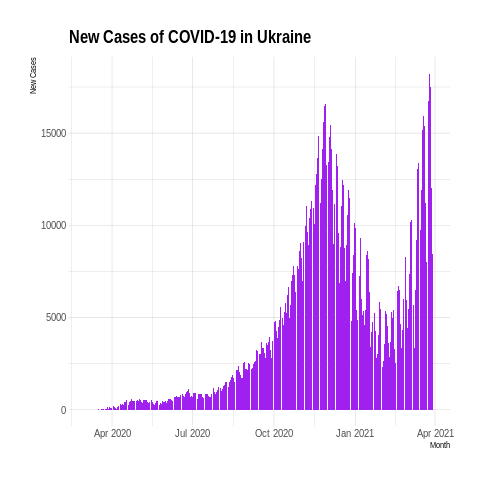 New Cases of COVID-19 in Ukraine
New Cases
15000
10000
5000
0
Apr 2020 Jul 2020 Oct 2020 Jan 2021 Apr 2021
Month